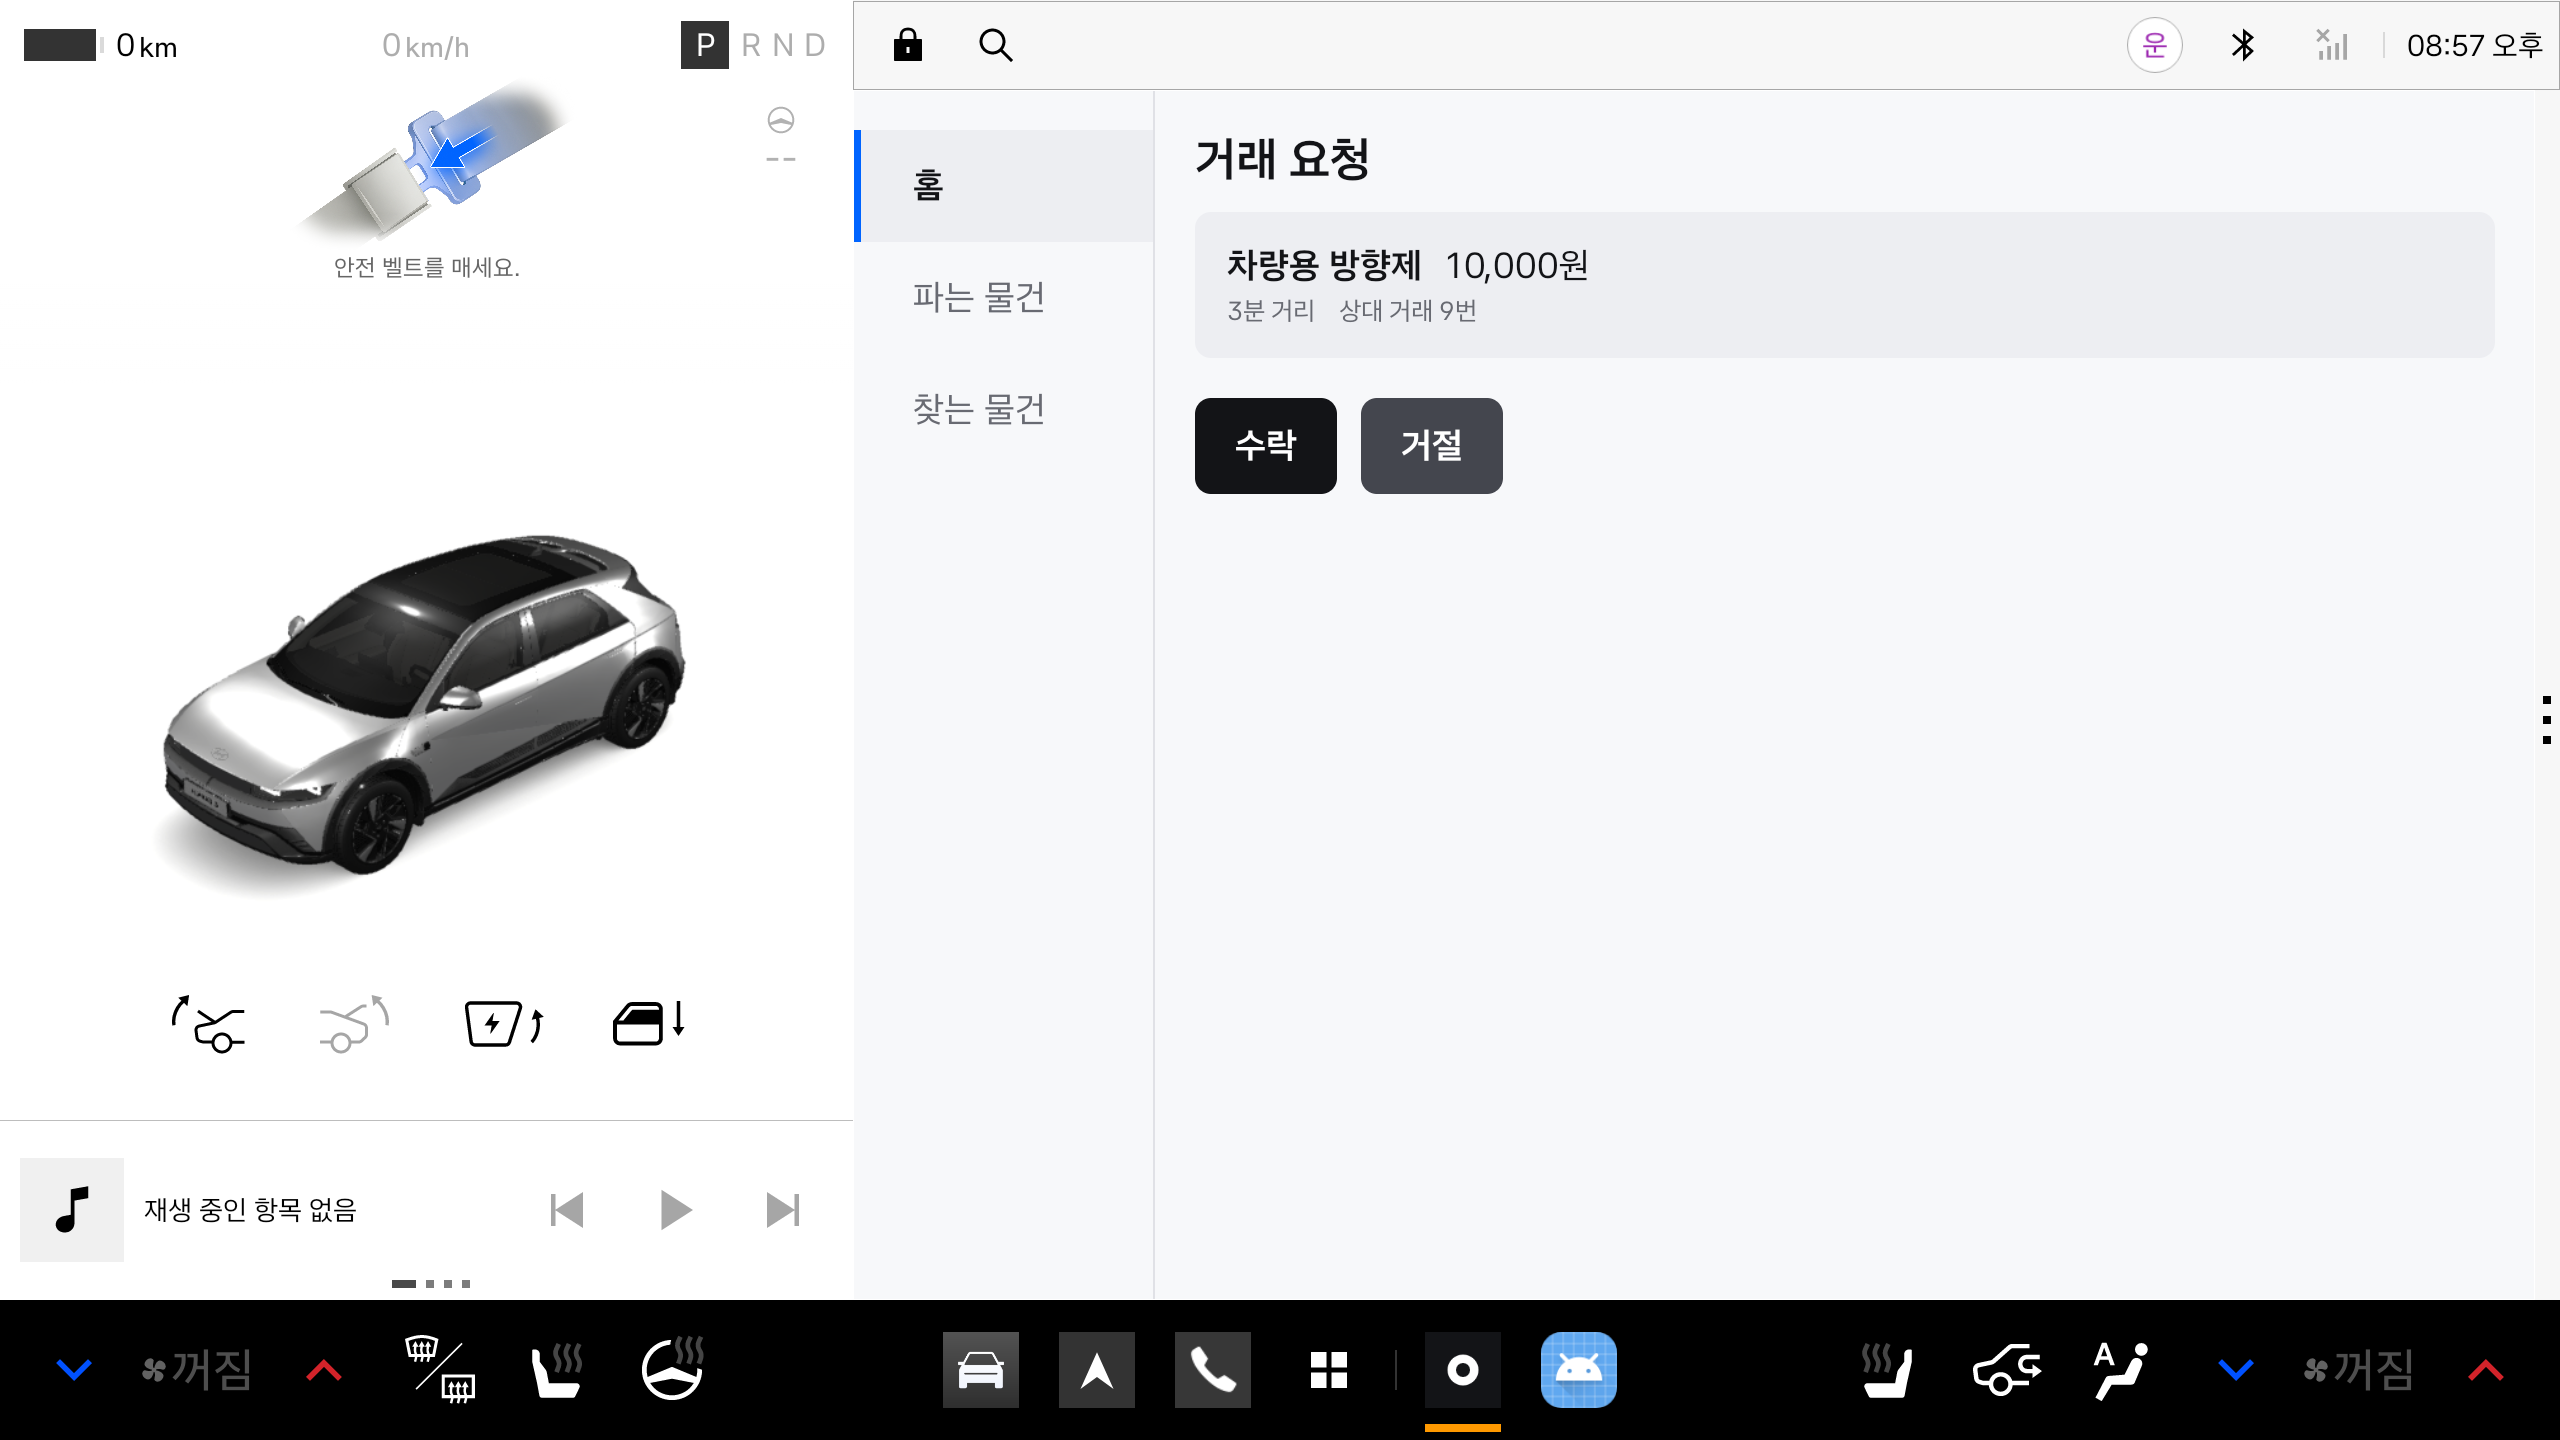 0 km
0 km/h
P R N D
안전 벨트를 매세요.
재생 중인 항목 없음
운
08:57 오후
홈
파는 물건
찾는 물건
거래 요청
차량용 방향제 10,000원
3분 거리 상대 거래 9번
수락
거절
꺼짐
A
꺼짐